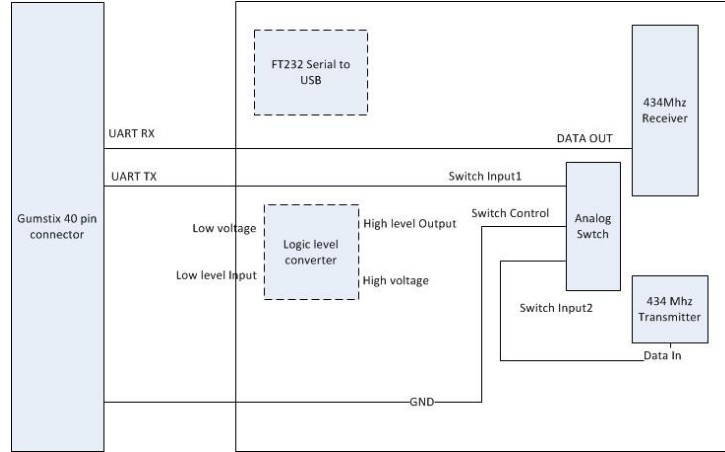 FT232 Serial to
USB
434Mhz
Receiver
UART RX
DATA OUT
UART TX
Switch Input1
Gumstix 40 pin
connector
Low voltage
High level Output
Switch Control
Analog
Swtch
Logic level
converter
Low level Input
High voltage
Switch Input2
434 Mhz
Transmitter
Data In
GND